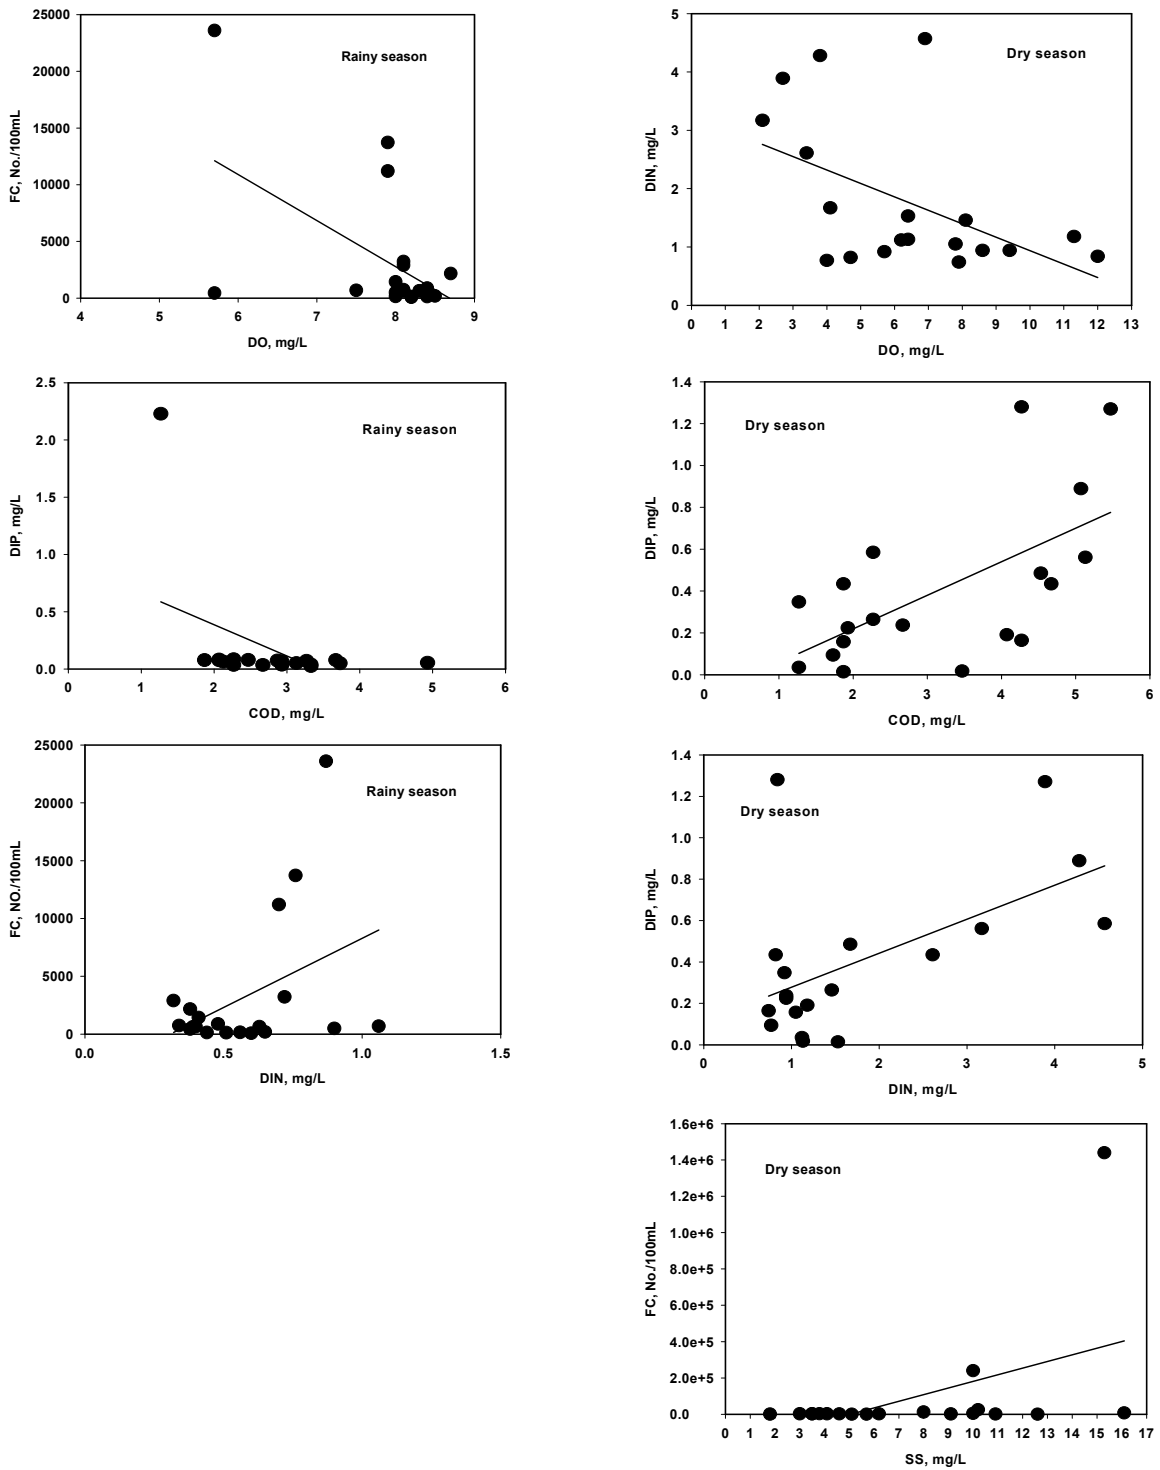 25000
20000
15000
10000
5000
0
FC, No./100mL
Rainy season
4 5 6 7 8 9
DO, mg/L
5
4
3
2
1
0
DIN, mg/L
Dry season
0 1 2 3 4 5 6 7 8 9 10 11 12 13
DO, mg/L
2.5
2.0
1.5
1.0
0.5
0.0
DIP, mg/L
Rainy season
0 1 2 3 4 5 6
COD, mg/L
1.4
1.2
1.0
0.8
0.6
0.4
0.2
0.0
DIP, mg/L
Dry season
0 1 2 3 4 5 6
COD, mg/L
25000
20000
15000
10000
5000
0
FC, NO./100mL
Rainy season
0.0 0.5 1.0 1.5
DIN, mg/L
1.4
1.2
1.0
0.8
0.6
0.4
0.2
0.0
DIP, mg/L
Dry season
0 1 2 3 4 5
DIN, mg/L
1.6e+6
1.4e+6
1.2e+6
1.0e+6
8.0e+5
6.0e+5
4.0e+5
2.0e+5
0.0
FC, No./100mL
Dry season
0 1 2 3 4 5 6 7 8 9 10 11 12 13 14 15 16 17
SS, mg/L